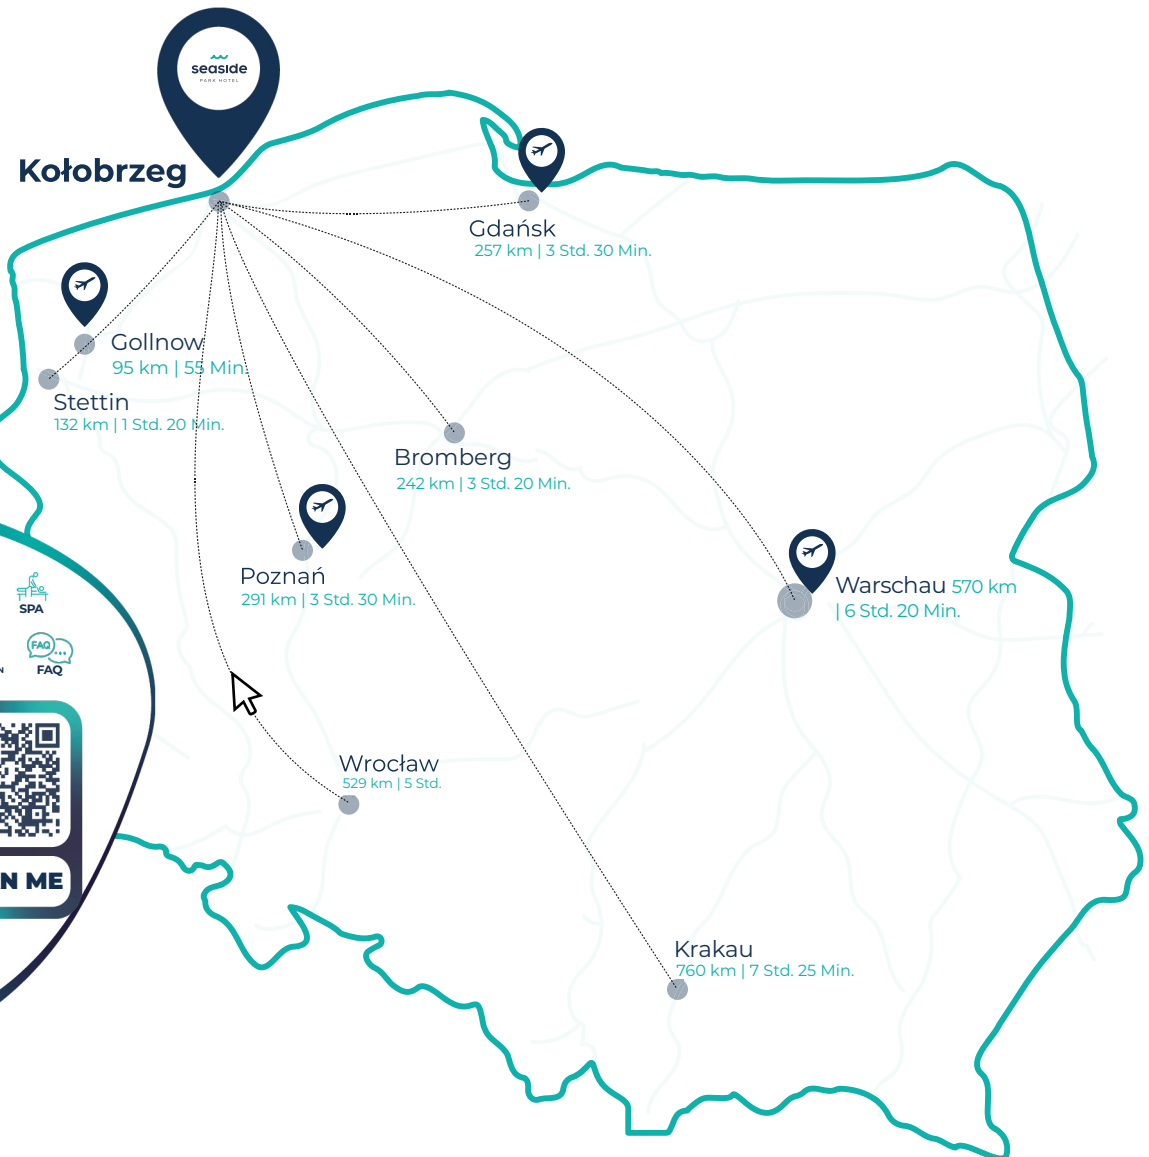 seaside
PARK HOTEL
Kołobrzeg
Gdańsk
257 km | 3 Std. 30 Min.
Gollnow
95 km | 55 Min.
Stettin
132 km | 1 Std. 20 Min.
Bromberg
242 km | 3 Std. 20 Min.
Poznań
291 km | 3 Std. 30 Min.
Warschau 570 km
| 6 Std. 20 Min.
SPA
FAQ
N
FAQ
Wrocław
529 km | 5 Std.
N ME
Krakau
760 km | 7 Std. 25 Min.